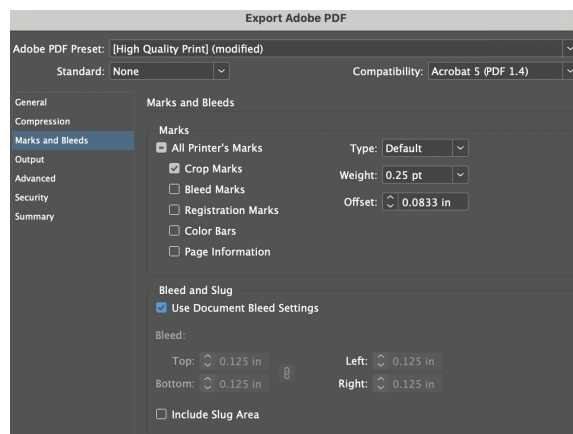 Export Adobe PDF
Adobe PDF Preset: [High Quality Print] (modified)
Standard: None Compatibility: Acrobat 5 (PDF 1.4)
General
Compression
Marks and Bleeds
Output
Advanced
Security
Summary
Marks and Bleeds
Marks
All Printer's Marks
Crop Marks
Bleed Marks
Registration Marks
Color Bars
Page Information
Type: Default
Weight: 0.25 pt
Offset: 0.0833 in
Bleed and Slug
Use Document Bleed Settings
Bleed:
Top: 0.125 in Left: 0.125 in
Bottom: 0.125 in Right: 0.125 in
Include Slug Area